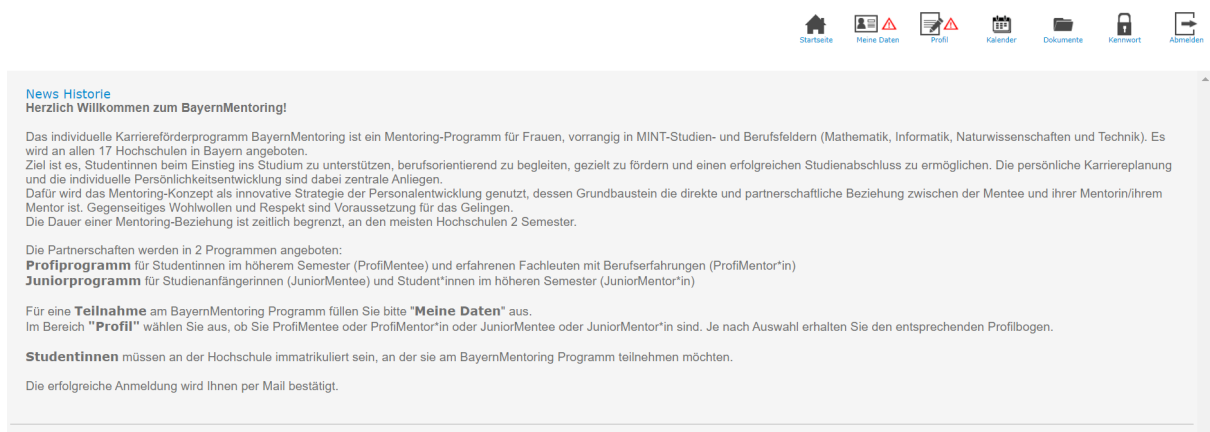 Startseite
Meine Daten
Profil
Kalender
Dokumente
Kennwort
Abmelden
News Historie
Herzlich Willkommen zum BayernMentoring!
Das individuelle Karriereförderprogramm BayernMentoring ist ein Mentoring-Programm für Frauen, vorrangig in MINT-Studien- und Berufsfeldern (Mathematik, Informatik, Naturwissenschaften und Technik). Es
wird an allen 17 Hochschulen in Bayern angeboten.
Ziel ist es, Studentinnen beim Einstieg ins Studium zu unterstützen, berufsorientierend zu begleiten, gezielt zu fördern und einen erfolgreichen Studienabschluss zu ermöglichen. Die persönliche Karriereplanung
und die individuelle Persönlichkeitsentwicklung sind dabei zentrale Anliegen.
Dafür wird das Mentoring-Konzept als innovative Strategie der Personalentwicklung genutzt, dessen Grundbaustein die direkte und partnerschaftliche Beziehung zwischen der Mentee und ihrer Mentorin/ihrem
Mentor ist. Gegenseitiges Wohlwollen und Respekt sind Voraussetzung für das Gelingen.
Die Dauer einer Mentoring-Beziehung ist zeitlich begrenzt, an den meisten Hochschulen 2 Semester.
Die Partnerschaften werden in 2 Programmen angeboten:
Profiprogramm für Studentinnen im höherem Semester (ProfiMentee) und erfahrenen Fachleuten mit Berufserfahrungen (ProfiMentor*in)
Juniorprogramm für Studienanfängerinnen (JuniorMentee) und Student*innen im höheren Semester (JuniorMentor*in)
Für eine Teilnahme am BayernMentoring Programm füllen Sie bitte "Meine Daten" aus.
Im Bereich "Profil" wählen Sie aus, ob Sie ProfiMentee oder ProfiMentor*in oder JuniorMentee oder JuniorMentor*in sind. Je nach Auswahl erhalten Sie den entsprechenden Profilbogen.
Studentinnen müssen an der Hochschule immatrikuliert sein, an der sie am BayernMentoring Programm teilnehmen möchten.
Die erfolgreiche Anmeldung wird Ihnen per Mail bestätigt.